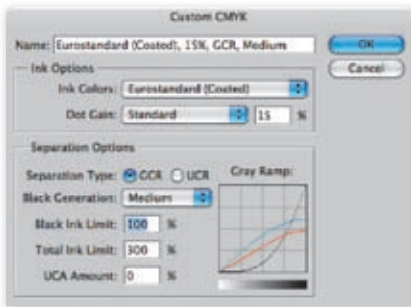 Custom CMYK
Name: Eurostandard (Coated), 15%, GCR, Medium
OK
Cancel
Ink Options
Ink Colors: Eurostandard (Coated)
Dot Gain: Standard 15 %
Separation Options
Separation Type: GCR UCR
Gray Ramp:
Black Generation: Medium
Black Ink Limit: 100 %
Total Ink Limit: 300 %
UCA Amount: 0 %